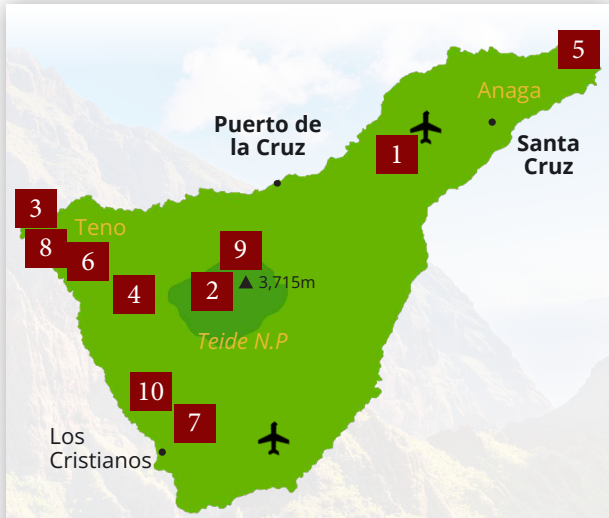 5
Anaga
Puerto de
la Cruz
Santa
Cruz
1
3
Teno
8
6
9
4
2
3,715m
Teide N.P
10
7
Los
Cristianos